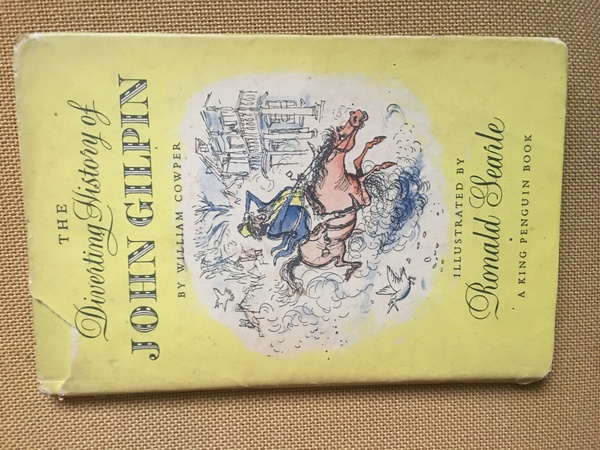 THE
Diverting History of
JOHN GILPIN
BY WILLIAM COWPER
ILLUSTRATED BY
Ronald Searle
A KING PENGUIN BOOK